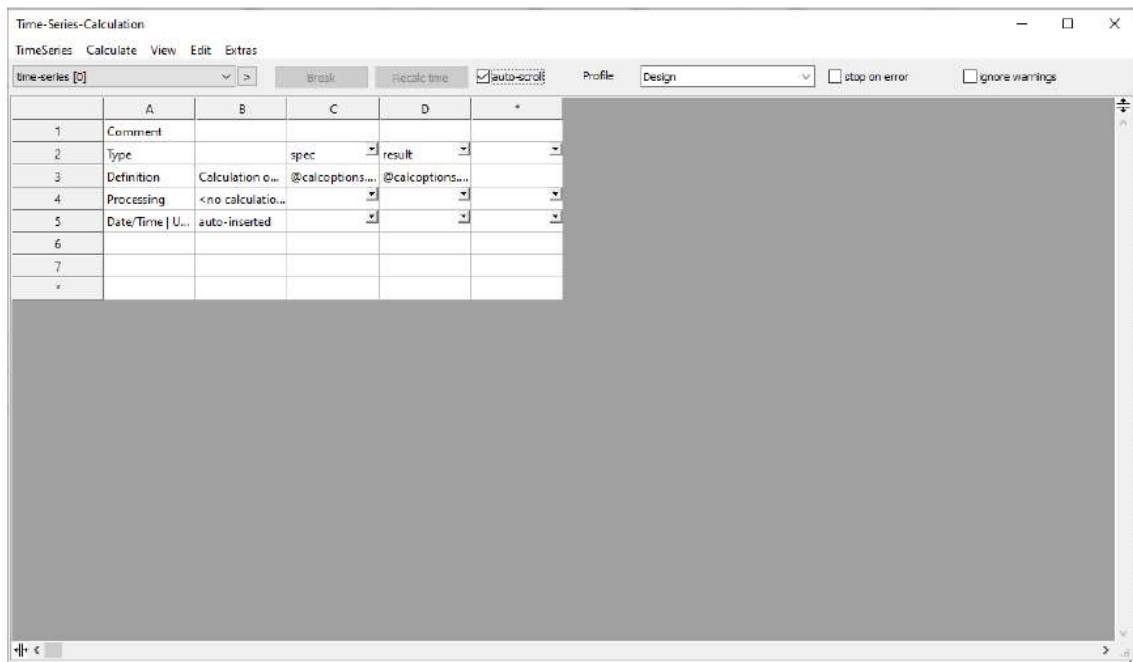 Time-Series-Calculation
TimeSeries Calculate View Edit Extras
time-series [0] > Break Recalc time auto-scroll Profile Design stop on error ignore warnings
A B C D *
1 Comment
2 Type spec result
3 Definition Calculation o... @calcoptions.... @calcoptions....
4 Processing <no calculatio...
5 Date/Time | U... auto-inserted
6
7
*